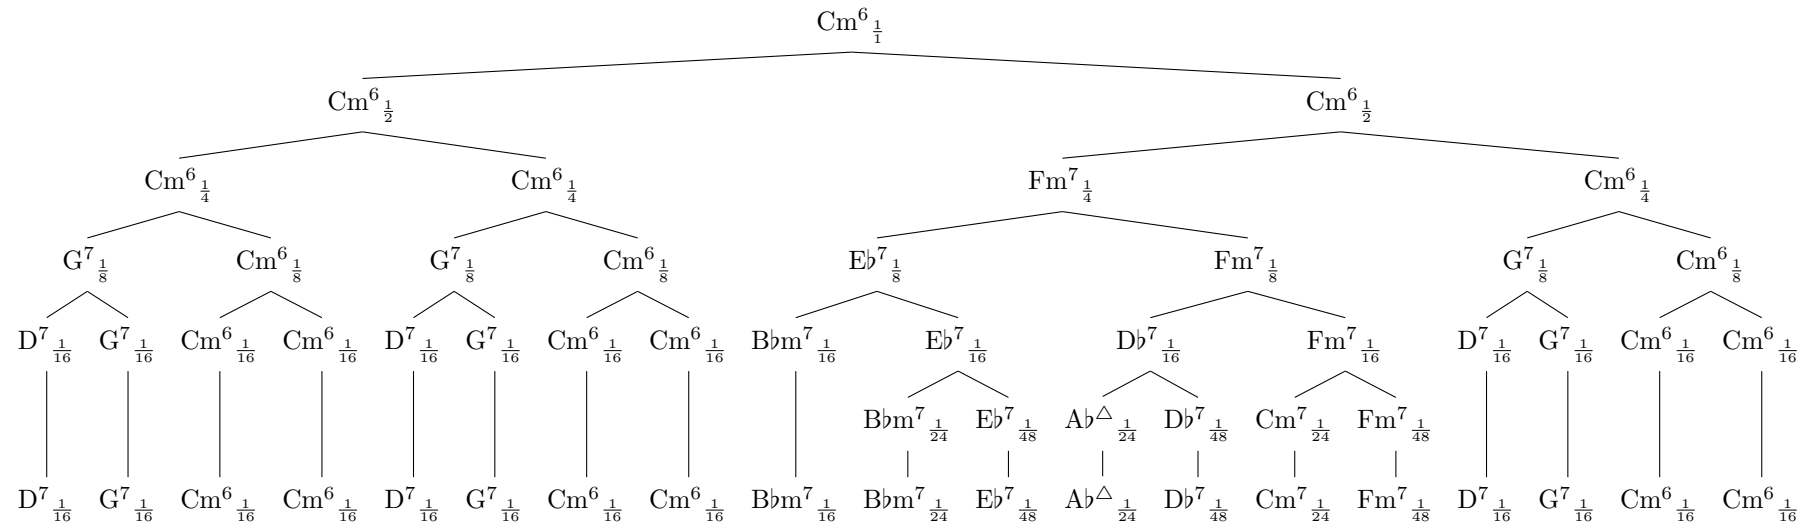 Cm⁶ 1/1
Cm⁶ 1/2 Cm⁶ 1/2
Cm⁶ 1/4 Cm⁶ 1/4 Fm⁷ 1/4 Cm⁶ 1/4
G⁷ 1/8 Cm⁶ 1/8 G⁷ 1/8 Cm⁶ 1/8 E♭⁷ 1/8 Fm⁷ 1/8 G⁷ 1/8 Cm⁶ 1/8
D⁷ 1/16 G⁷ 1/16 Cm⁶ 1/16 Cm⁶ 1/16 D⁷ 1/16 G⁷ 1/16 Cm⁶ 1/16 Cm⁶ 1/16 B♭m⁷ 1/16 E♭⁷ 1/16 D♭⁷ 1/16 Fm⁷ 1/16 D⁷ 1/16 G⁷ 1/16 Cm⁶ 1/16 Cm⁶ 1/16
B♭m⁷ 1/24 E♭⁷ 1/48 A♭△ 1/24 D♭⁷ 1/48 Cm⁷ 1/24 Fm⁷ 1/48
D⁷ 1/16 G⁷ 1/16 Cm⁶ 1/16 Cm⁶ 1/16 D⁷ 1/16 G⁷ 1/16 Cm⁶ 1/16 Cm⁶ 1/16 B♭m⁷ 1/16 B♭m⁷ 1/24 E♭⁷ 1/48 A♭△ 1/24 D♭⁷ 1/48 Cm⁷ 1/24 Fm⁷ 1/48 D⁷ 1/16 G⁷ 1/16 Cm⁶ 1/16 Cm⁶ 1/16